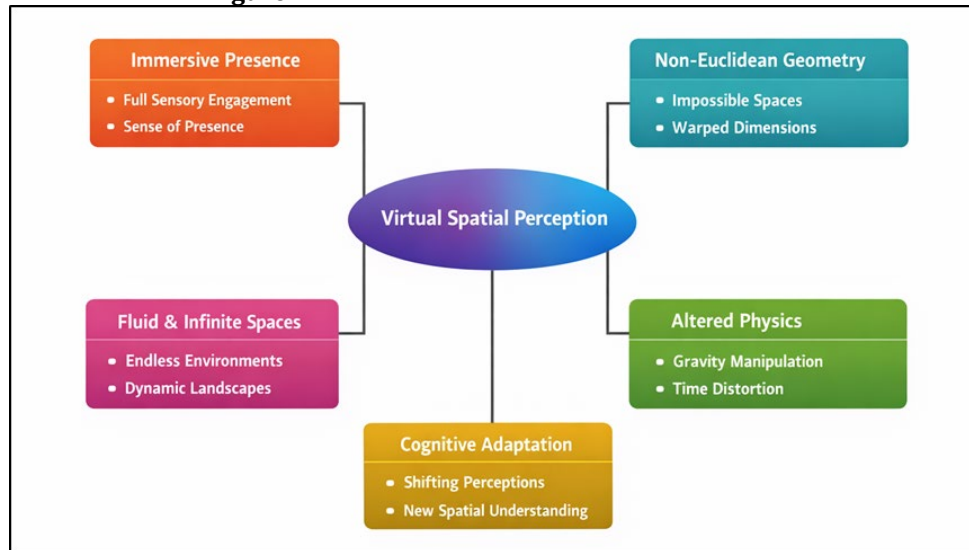 Immersive Presence
• Full Sensory Engagement
• Sense of Presence
Non-Euclidean Geometry
• Impossible Spaces
• Warped Dimensions
Virtual Spatial Perception
Fluid & Infinite Spaces
• Endless Environments
• Dynamic Landscapes
Altered Physics
• Gravity Manipulation
• Time Distortion
Cognitive Adaptation
• Shifting Perceptions
• New Spatial Understanding